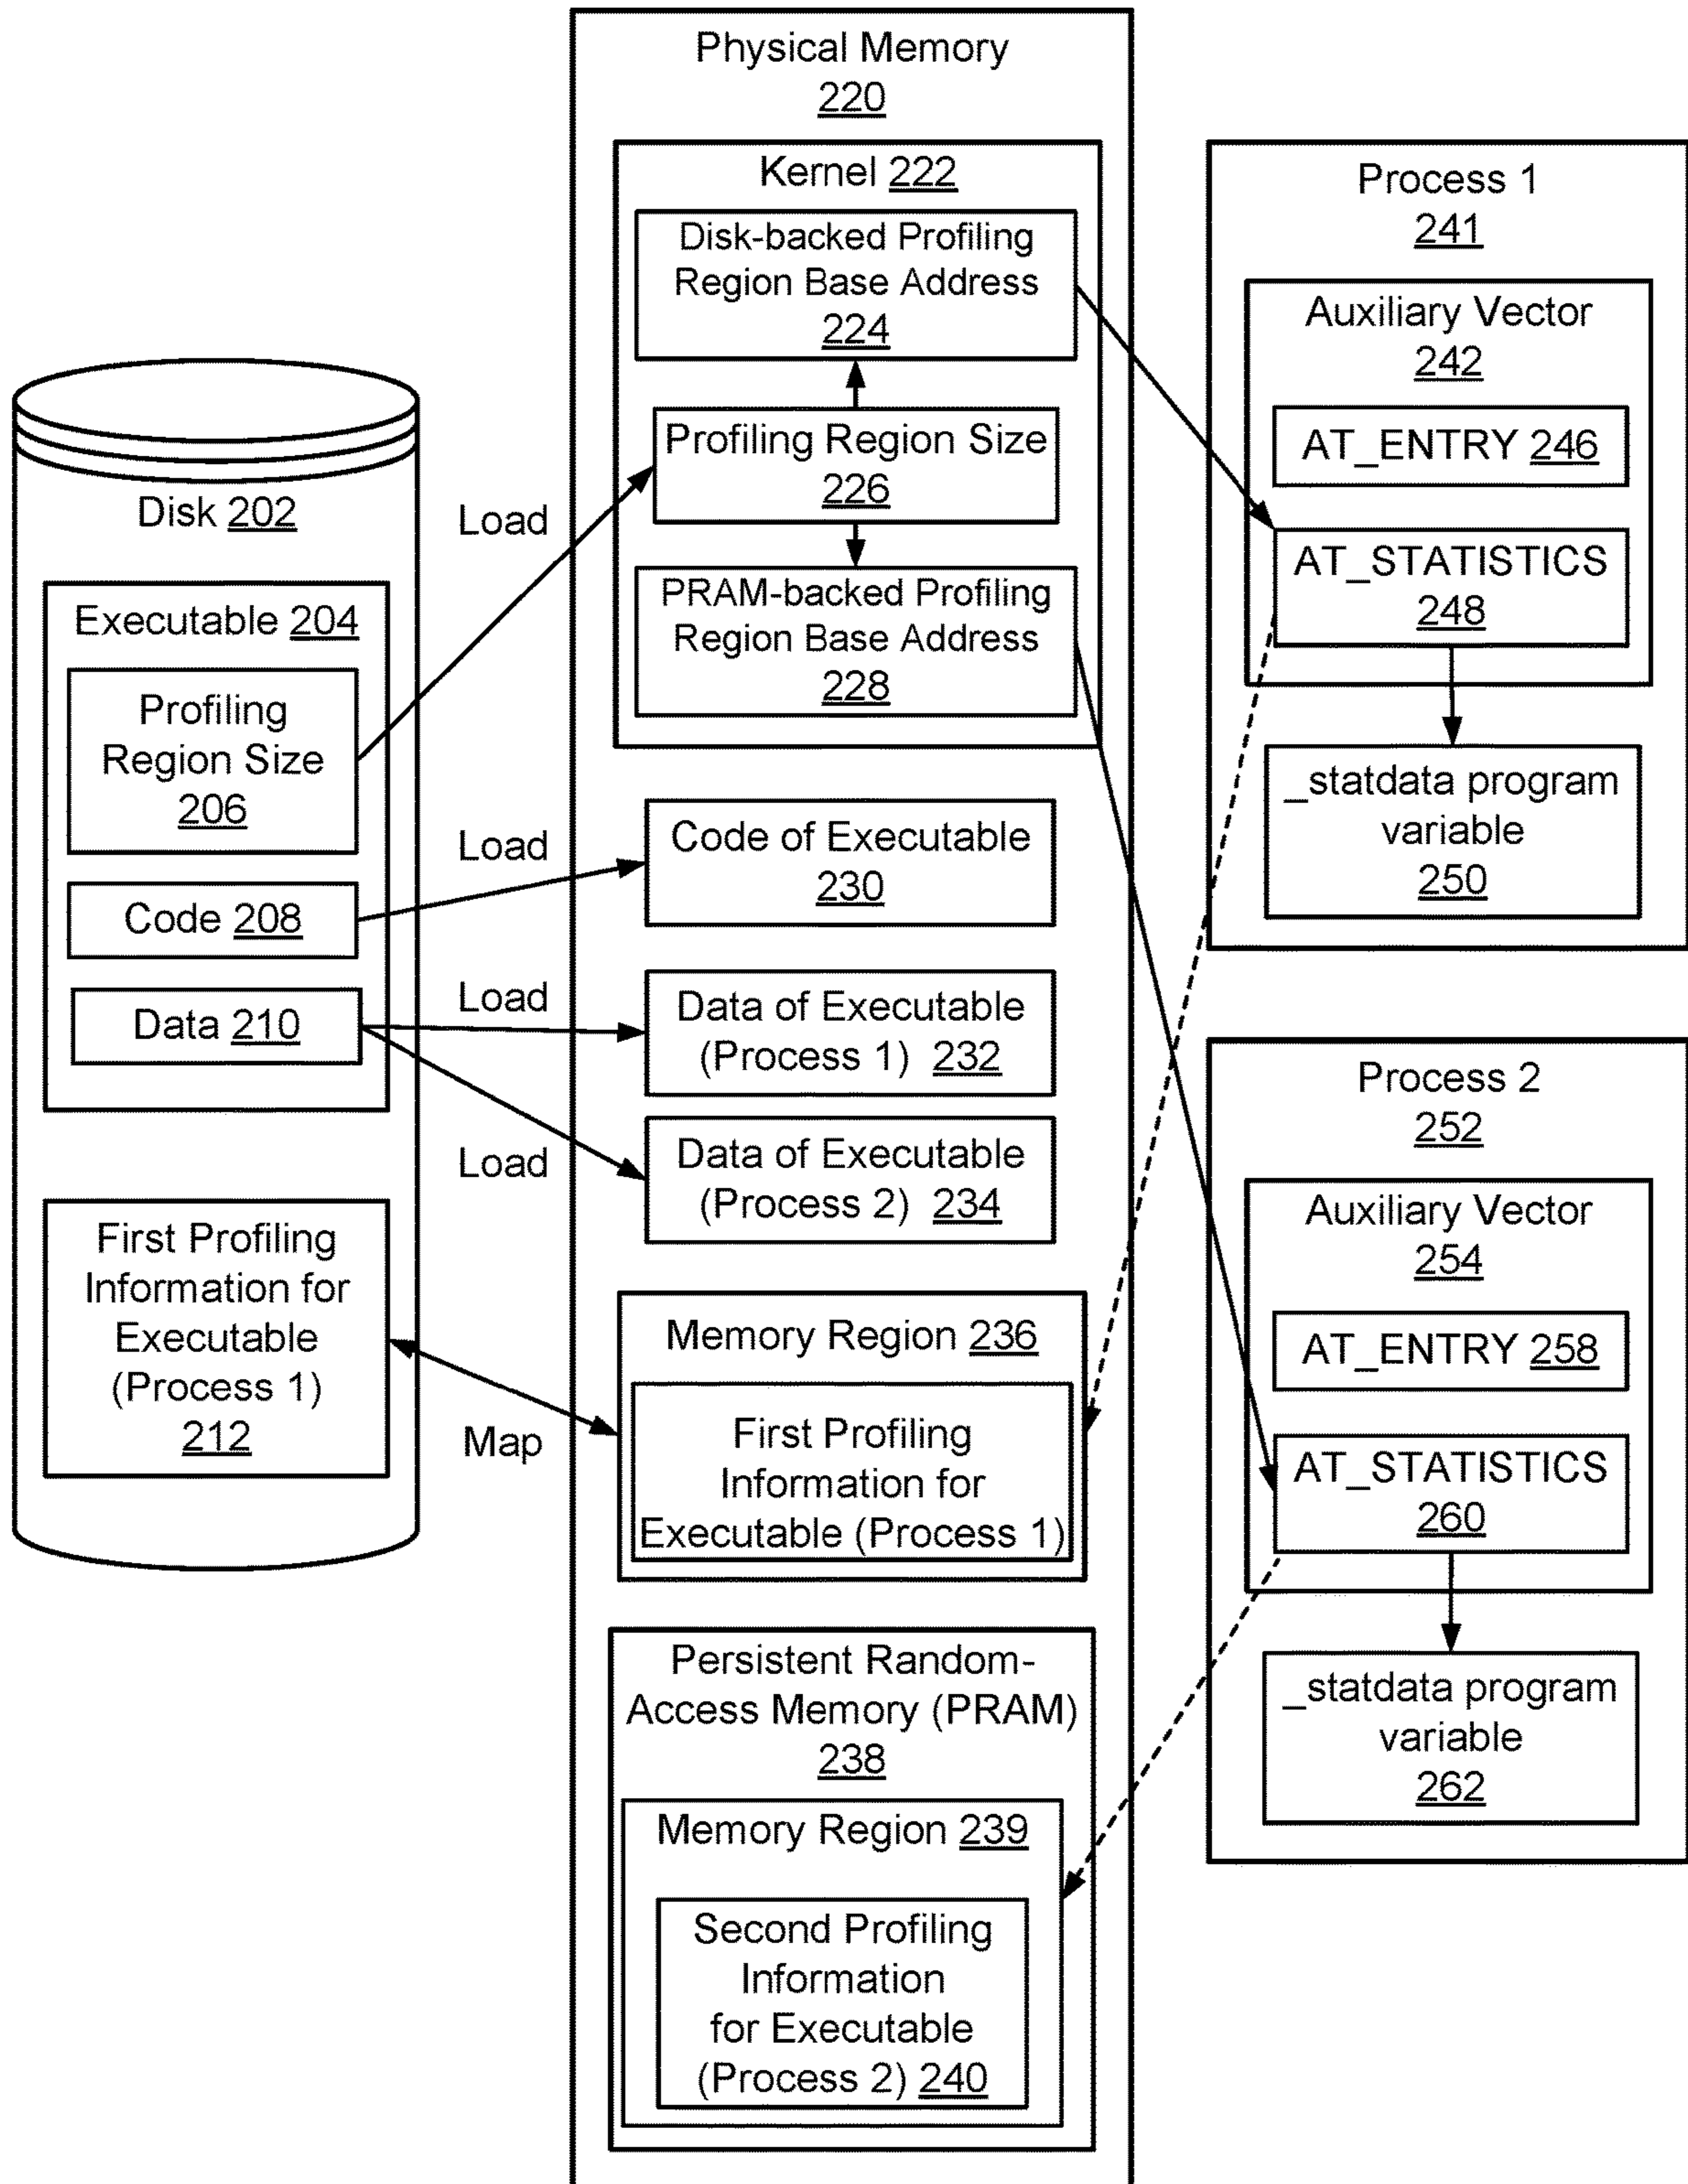 Physical Memory
220
Kernel 222
Disk-backed Profiling
Region Base Address
224
Profiling Region Size
226
PRAM-backed Profiling
Region Base Address
228
Disk 202
Executable 204
Profiling
Region Size
206
Code 208
Data 210
First Profiling
Information for
Executable
(Process 1)
212
Load
Load
Load
Load
Map
Code of Executable
230
Data of Executable
(Process 1) 232
Data of Executable
(Process 2) 234
Memory Region 236
First Profiling
Information for
Executable (Process 1)
Persistent Random-
Access Memory (PRAM)
238
Memory Region 239
Second Profiling
Information
for Executable
(Process 2) 240
Process 1
241
Auxiliary Vector
242
AT_ENTRY 246
AT_STATISTICS
248
_statdata program
variable
250
Process 2
252
Auxiliary Vector
254
AT_ENTRY 258
AT_STATISTICS
260
_statdata program
variable
262